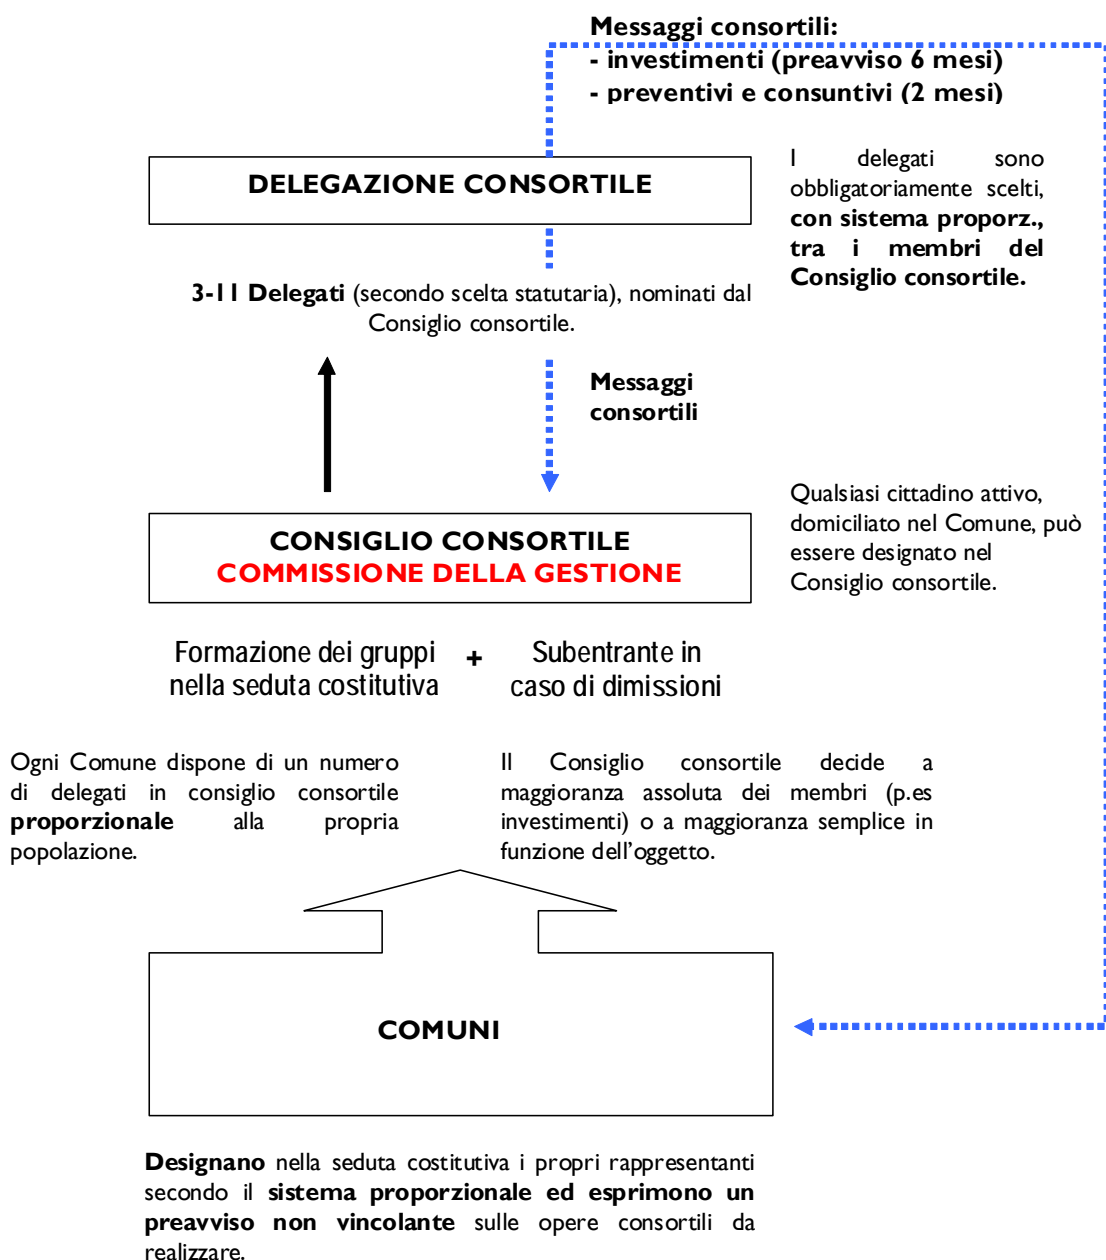 Messaggi consortili:
- investimenti (preavviso 6 mesi)
- preventivi e consuntivi (2 mesi)
DELEGAZIONE CONSORTILE
I delegati sono
obbligatoriamente scelti,
con sistema proporz.,
tra i membri del
Consiglio consortile.
3-11 Delegati (secondo scelta statutaria), nominati dal
Consiglio consortile.
Messaggi
consortili
CONSIGLIO CONSORTILE
COMMISSIONE DELLA GESTIONE
Qualsiasi cittadino attivo,
domiciliato nel Comune, può
essere designato nel
Consiglio consortile.
Formazione dei gruppi
nella seduta costitutiva
+
Subentrante in
caso di dimissioni
Ogni Comune dispone di un numero
di delegati in consiglio consortile
proporzionale alla propria
popolazione.
Il Consiglio consortile decide a
maggioranza assoluta dei membri (p.es
investimenti) o a maggioranza semplice in
funzione dell'oggetto.
COMUNI
Designano nella seduta costitutiva i propri rappresentanti
secondo il sistema proporzionale ed esprimono un
preavviso non vincolante sulle opere consortili da
realizzare.